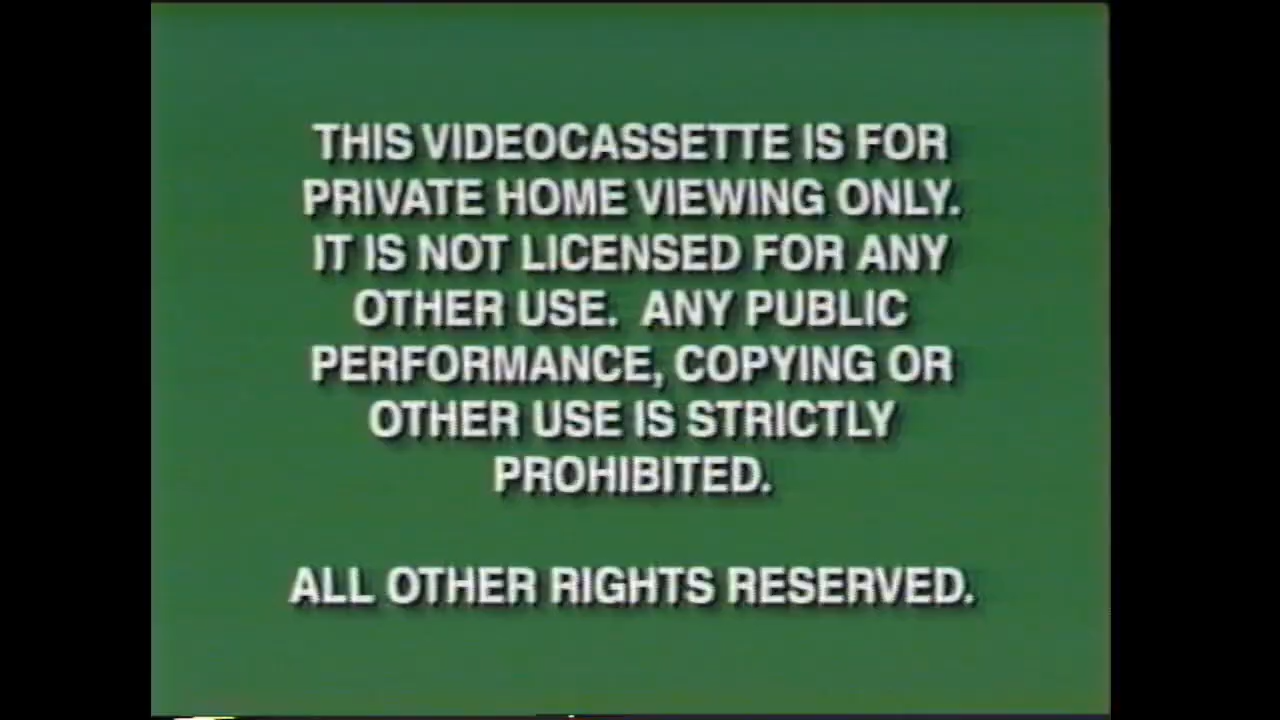 THIS VIDEOCASSETTE IS FOR
PRIVATE HOME VIEWING ONLY.
IT IS NOT LICENSED FOR ANY
OTHER USE.  ANY PUBLIC
PERFORMANCE, COPYING OR
OTHER USE IS STRICTLY
PROHIBITED.
ALL OTHER RIGHTS RESERVED.